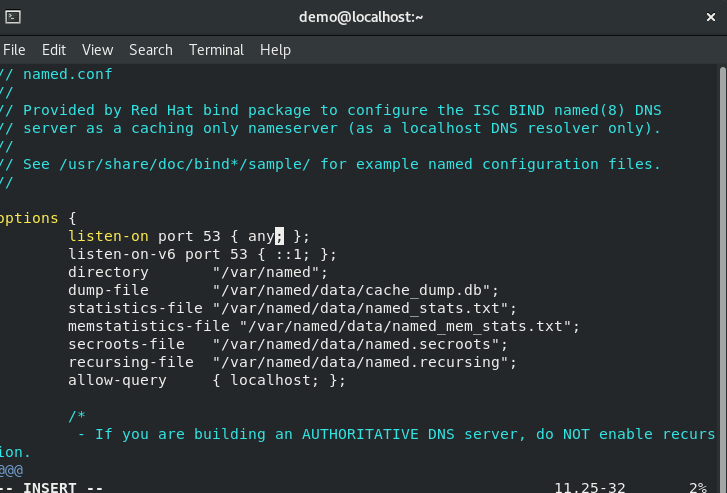 demo@localhost:~
File Edit View Search Terminal Help
// named.conf
//
// Provided by Red Hat bind package to configure the ISC BIND named(8) DNS
// server as a caching only nameserver (as a localhost DNS resolver only).
//
// See /usr/share/doc/bind*/sample/ for example named configuration files.
//
options {
listen-on port 53 { any; };
listen-on-v6 port 53 { ::1; };
directory "/var/named";
dump-file "/var/named/data/cache_dump.db";
statistics-file "/var/named/data/named_stats.txt";
memstatistics-file "/var/named/data/named_mem_stats.txt";
secroots-file "/var/named/data/named.secroots";
recursing-file "/var/named/data/named.recursing";
allow-query { localhost; };
/*
- If you are building an AUTHORITATIVE DNS server, do NOT enable recurs
ion.
@@@
-- INSERT -- 11,25-32 2%